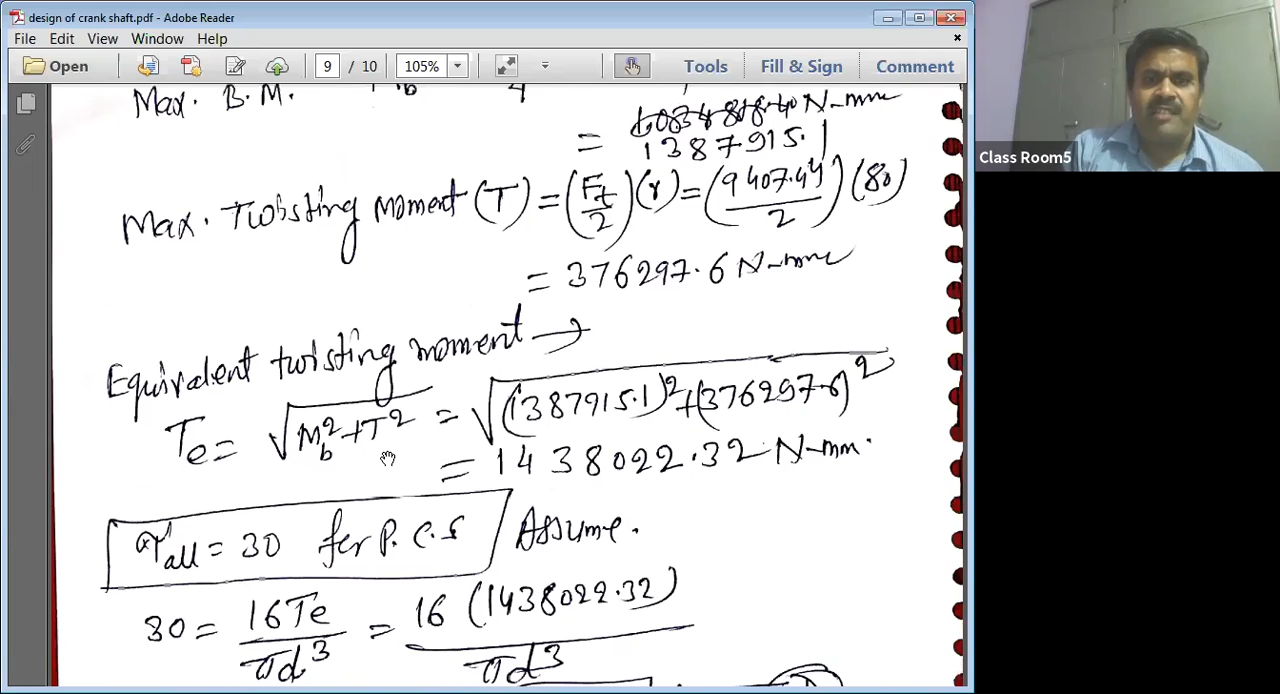 design of crank shaft.pdf - Adobe Reader
File Edit View Window Help
Open 9 / 10 105% Tools Fill & Sign Comment
Max. B.M.
N-mm
= 1387915.1
Max. Twisting moment (T) = (Ft/2)(r) = (9407.44/2)(80)
= 376297.6 N-mm
Equivalent twisting moment →
Te = √Mb²+T² = √(1387915.1)²+(376297.6)²
= 1438022.32 N-mm.
τall = 30 for P.C.S Assume.
30 = 16Te/πd³ = 16 (1438022.32)/πd³
Class Room5